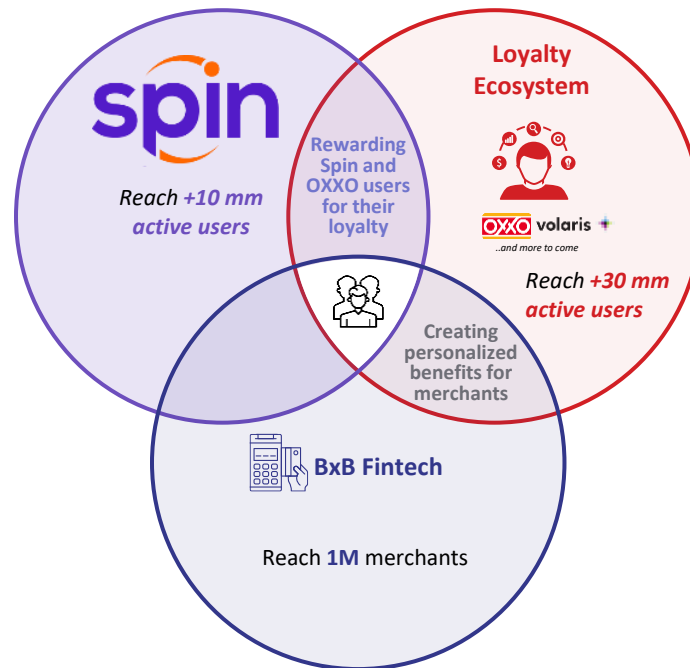 spin
Reach +10 mm
active users
Rewarding
Spin and
OXXO users
for their
loyalty
Loyalty
Ecosystem
$
OXXO volaris
..and more to come
Reach +30 mm
active users
Creating
personalized
benefits for
merchants
BxB Fintech
Reach 1M merchants